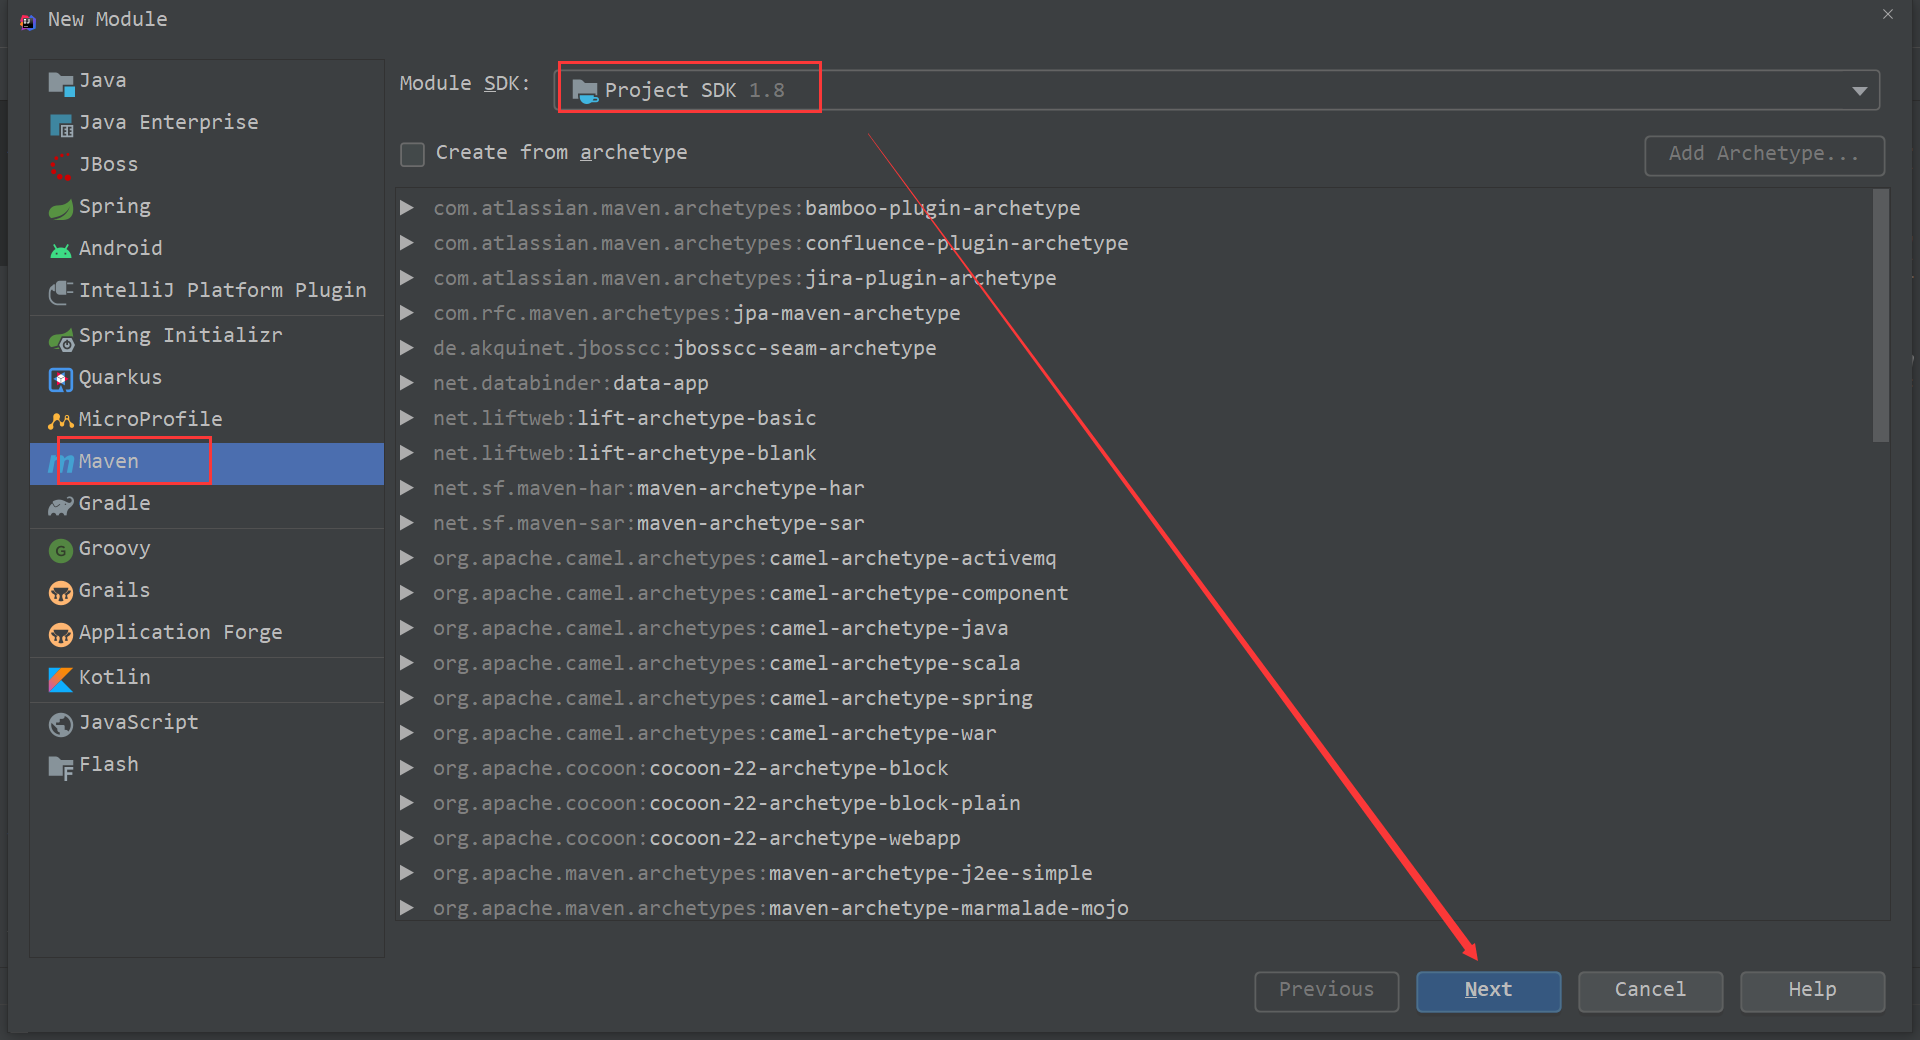 New Module
Java
Java Enterprise
JBoss
Spring
Android
IntelliJ Platform Plugin
Spring Initializr
Quarkus
MicroProfile
Maven
Gradle
Groovy
Grails
Application Forge
Kotlin
JavaScript
Flash
Module SDK:
Project SDK 1.8
Create from archetype
Add Archetype...
com.atlassian.maven.archetypes:bamboo-plugin-archetype
com.atlassian.maven.archetypes:confluence-plugin-archetype
com.atlassian.maven.archetypes:jira-plugin-archetype
com.rfc.maven.archetypes:jpa-maven-archetype
de.akquinet.jbosscc:jbosscc-seam-archetype
net.databinder:data-app
net.liftweb:lift-archetype-basic
net.liftweb:lift-archetype-blank
net.sf.maven-har:maven-archetype-har
net.sf.maven-sar:maven-archetype-sar
org.apache.camel.archetypes:camel-archetype-activemq
org.apache.camel.archetypes:camel-archetype-component
org.apache.camel.archetypes:camel-archetype-java
org.apache.camel.archetypes:camel-archetype-scala
org.apache.camel.archetypes:camel-archetype-spring
org.apache.camel.archetypes:camel-archetype-war
org.apache.cocoon:cocoon-22-archetype-block
org.apache.cocoon:cocoon-22-archetype-block-plain
org.apache.cocoon:cocoon-22-archetype-webapp
org.apache.maven.archetypes:maven-archetype-j2ee-simple
org.apache.maven.archetypes:maven-archetype-marmalade-mojo
Previous
Next
Cancel
Help